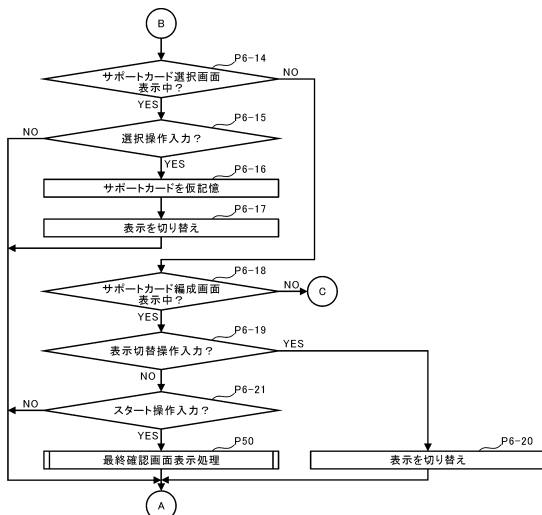 B
P6-14
サポートカード選択画面
表示中？
NO
YES
P6-15
NO
選択操作入力？
YES
P6-16
サポートカードを仮記憶
P6-17
表示を切り替え
P6-18
サポートカード編成画面
表示中？
NO
C
YES
P6-19
表示切替操作入力？
YES
NO
P6-21
NO
スタート操作入力？
YES
P50
P6-20
最終確認画面表示処理
表示を切り替え
A